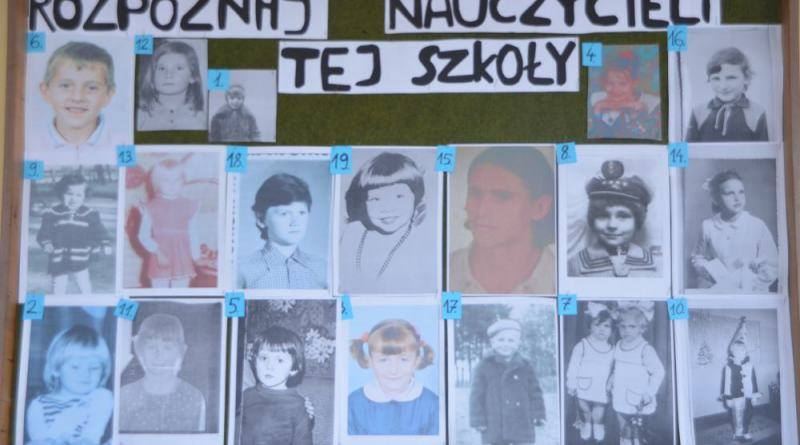 ROZPOZNAJ NAUCZYCIELI
TEJ SZKOŁY
6. 12. 1. 4. 16.
9. 13. 18. 19. 15. 8. 14.
2. 11. 5. 3. 17. 7 10.